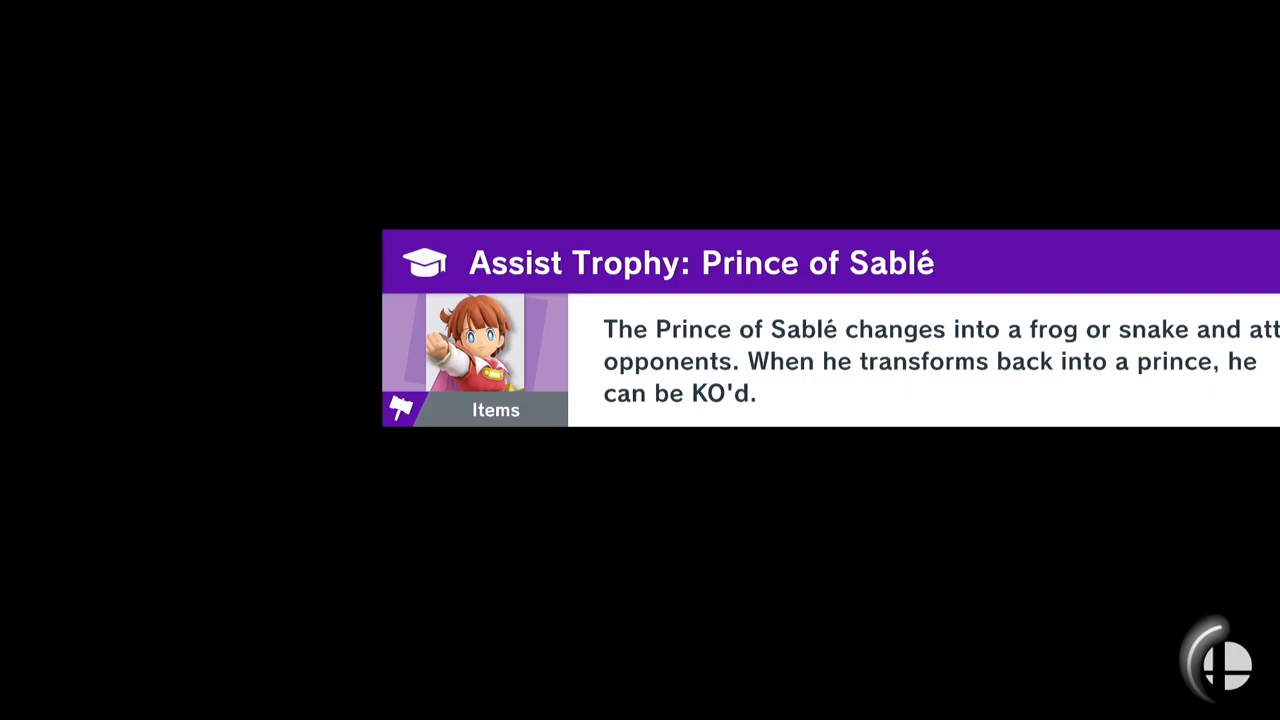 Assist Trophy: Prince of Sablé
The Prince of Sablé changes into a frog or snake and att
opponents. When he transforms back into a prince, he
can be KO'd.
Items